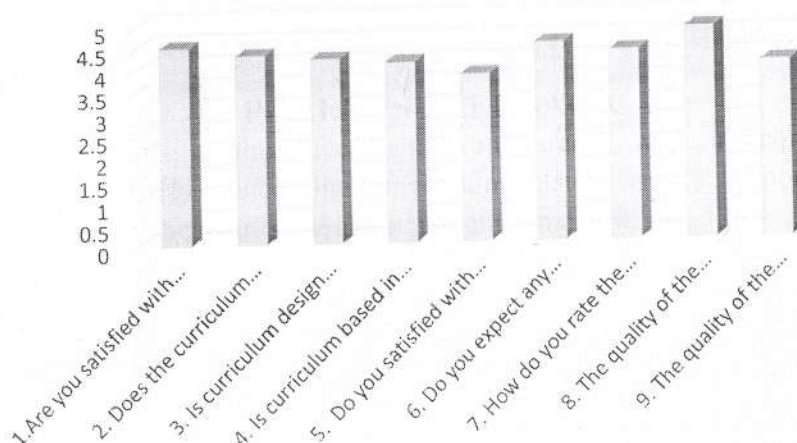 5
4.5
4
3.5
3
2.5
2
1.5
1
0.5
0
1.Are you satisfied with...
2. Does the curriculum...
3. Is curriculum design...
4. Is curriculum based in...
5. Do you satisfied with...
6. Do you expect any...
7. How do you rate the...
8. The quality of the...
9. The quality of the...